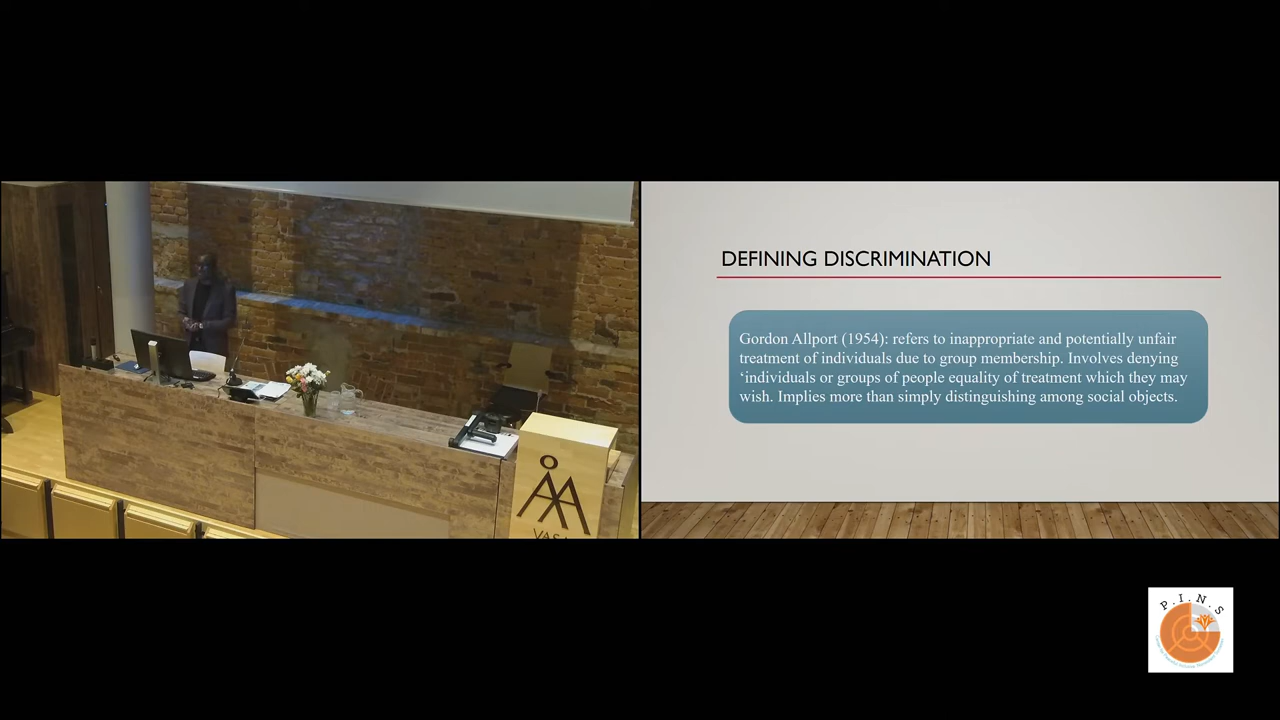 DEFINING DISCRIMINATION
Gordon Allport (1954): refers to inappropriate and potentially unfair
treatment of individuals due to group membership. Involves denying
‘individuals or groups of people equality of treatment which they may
wish. Implies more than simply distinguishing among social objects.
VASA
P.I.N.S